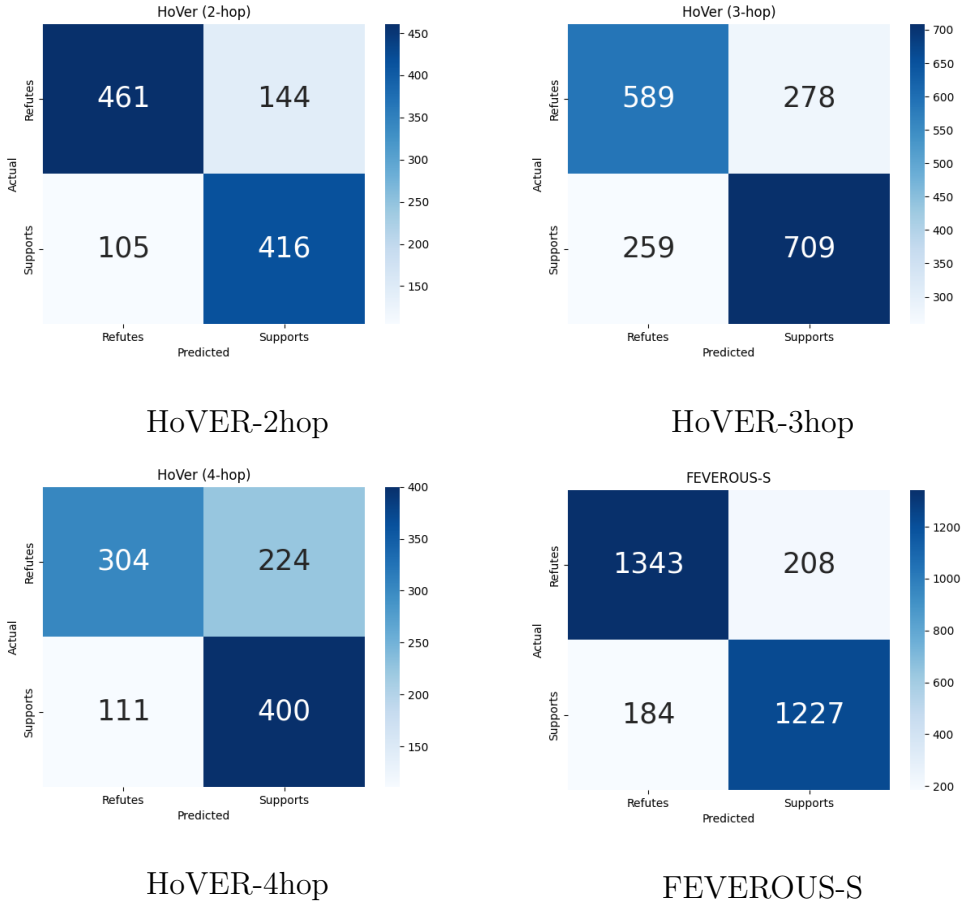 HoVer (2-hop)
Actual
Refutes
Supports
461
144
105
416
Refutes
Supports
Predicted
450
400
350
300
250
200
150
HoVER-2hop
HoVer (3-hop)
Actual
Refutes
Supports
589
278
259
709
Refutes
Supports
Predicted
700
650
600
550
500
450
400
350
300
HoVER-3hop
HoVer (4-hop)
Actual
Refutes
Supports
304
224
111
400
Refutes
Supports
Predicted
400
350
300
250
200
150
HoVER-4hop
FEVEROUS-S
Actual
Refutes
Supports
1343
208
184
1227
Refutes
Supports
Predicted
1200
1000
800
600
400
200
FEVEROUS-S